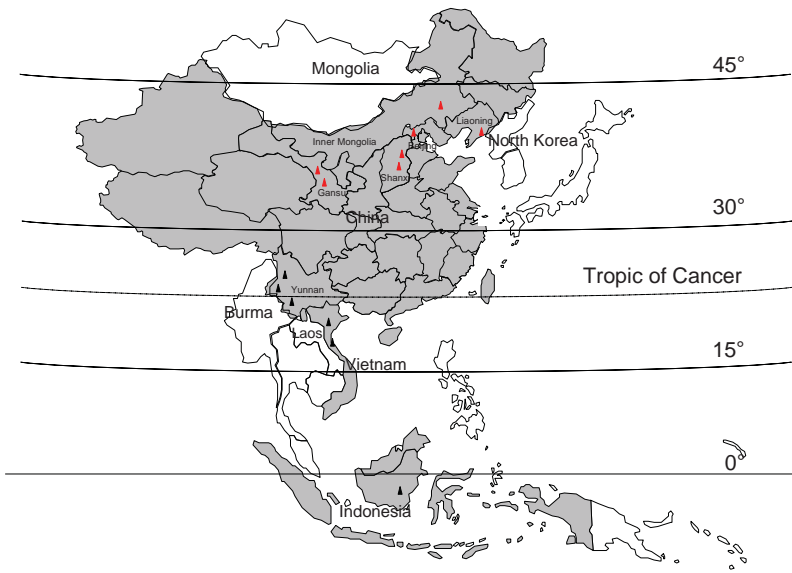 45°
Mongolia
Liaoning
Inner Mongolia
Beijing
North Korea
Shanxi
Gansu
China
30°
Tropic of Cancer
Yunnan
Burma
Laos
Vietnam
15°
0°
Indonesia